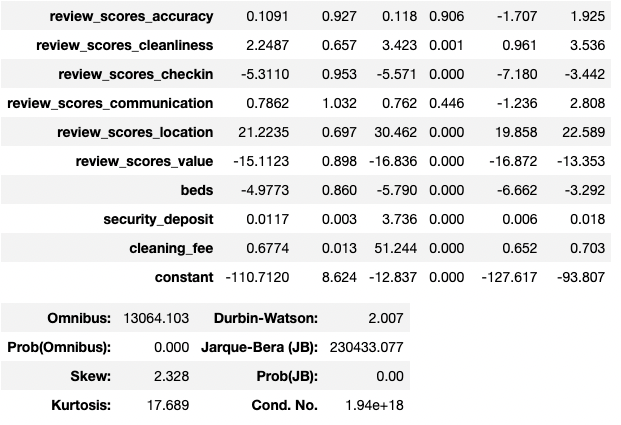 review_scores_accuracy 0.1091 0.927 0.118 0.906 -1.707 1.925
review_scores_cleanliness 2.2487 0.657 3.423 0.001 0.961 3.536
review_scores_checkin -5.3110 0.953 -5.571 0.000 -7.180 -3.442
review_scores_communication 0.7862 1.032 0.762 0.446 -1.236 2.808
review_scores_location 21.2235 0.697 30.462 0.000 19.858 22.589
review_scores_value -15.1123 0.898 -16.836 0.000 -16.872 -13.353
beds -4.9773 0.860 -5.790 0.000 -6.662 -3.292
security_deposit 0.0117 0.003 3.736 0.000 0.006 0.018
cleaning_fee 0.6774 0.013 51.244 0.000 0.652 0.703
constant -110.7120 8.624 -12.837 0.000 -127.617 -93.807
Omnibus: 13064.103 Durbin-Watson: 2.007
Prob(Omnibus): 0.000 Jarque-Bera (JB): 230433.077
Skew: 2.328 Prob(JB): 0.00
Kurtosis: 17.689 Cond. No. 1.94e+18